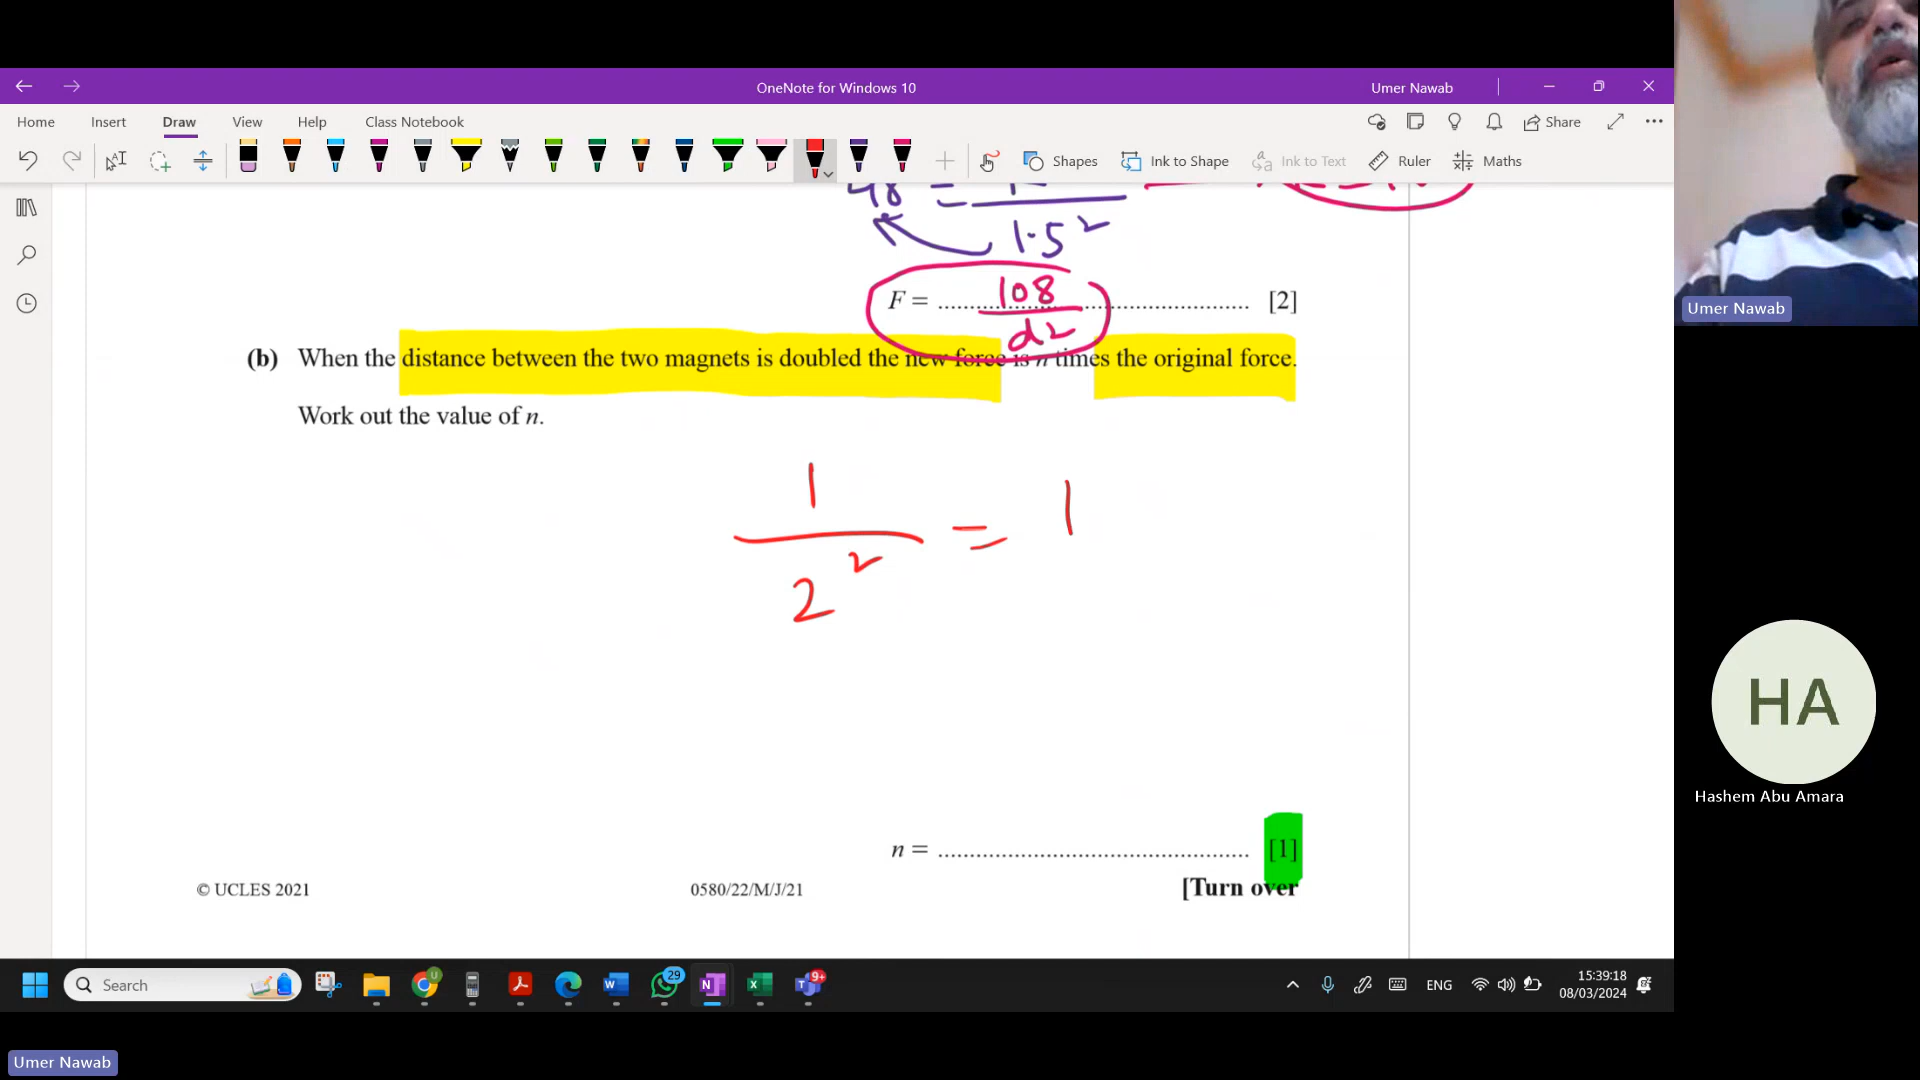 OneNote for Windows 10
Umer Nawab
Home Insert Draw View Help Class Notebook
Share
Shapes Ink to Shape Ink to Text Ruler Maths
48 =
1.5²
F = 108/d² [2]
(b) When the distance between the two magnets is doubled the new force is n times the original force.
Work out the value of n.
1/2² = 1
n = ................................................ [1]
© UCLES 2021 0580/22/M/J/21 [Turn over
Umer Nawab
HA
Hashem Abu Amara
Search
U
29
9+
ENG
15:39:18
08/03/2024
Umer Nawab